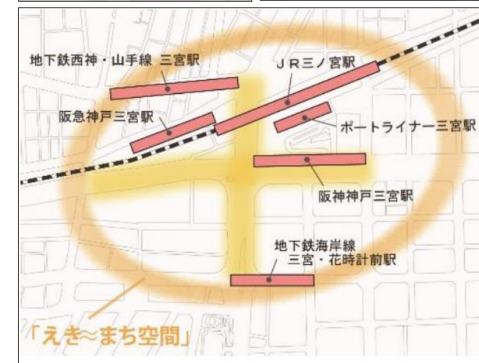 地下鉄西神・山手線 三宮駅
JR三ノ宮駅
阪急神戸三宮駅
ポートライナー三宮駅
阪神神戸三宮駅
地下鉄海岸線
三宮・花時計前駅
「えき~まち空間」